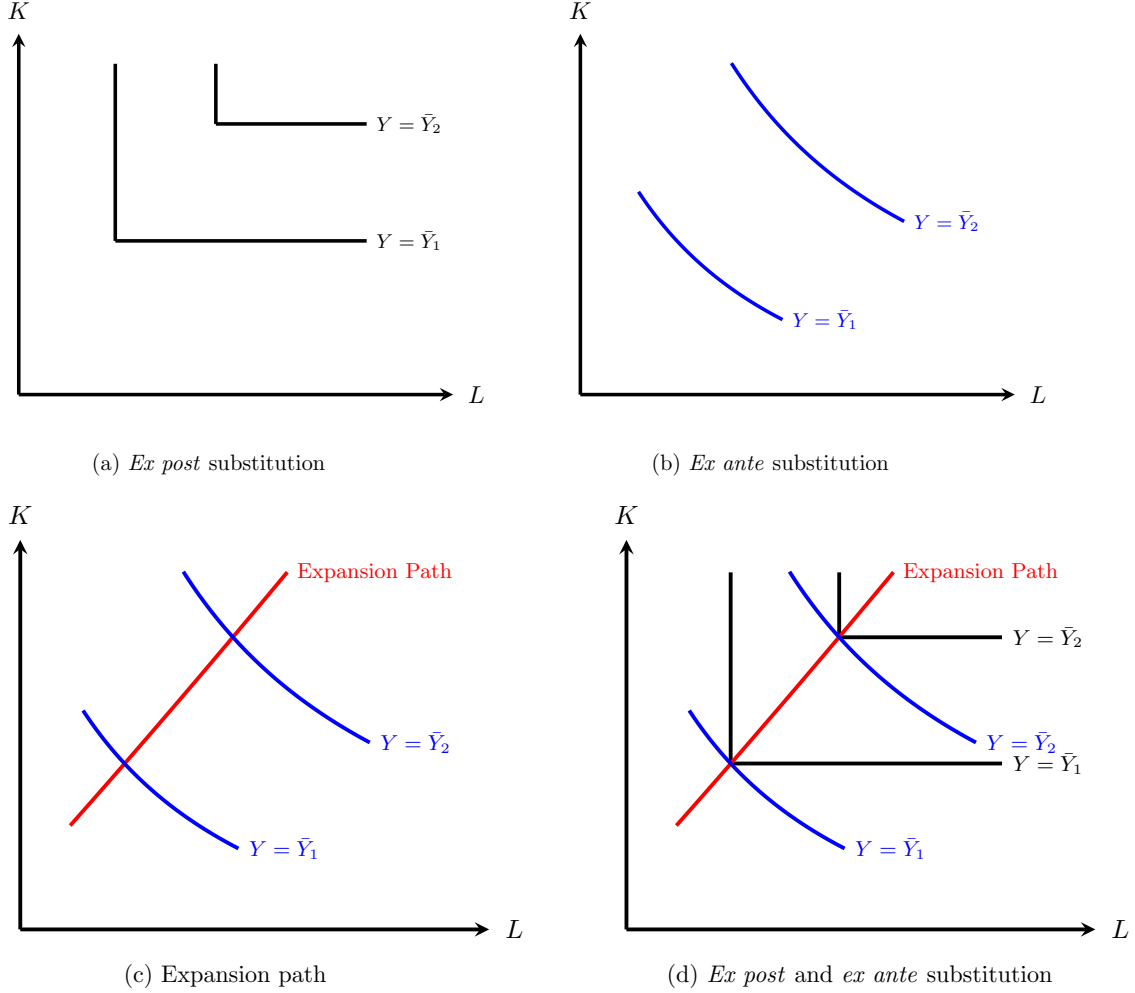 K
Y = Ȳ₂
Y = Ȳ₁
L
(a) Ex post substitution
K
Y = Ȳ₂
Y = Ȳ₁
L
(b) Ex ante substitution
K
Expansion Path
Y = Ȳ₂
Y = Ȳ₁
L
(c) Expansion path
K
Expansion Path
Y = Ȳ₂
Y = Ȳ₂
Y = Ȳ₁
Y = Ȳ₁
L
(d) Ex post and ex ante substitution